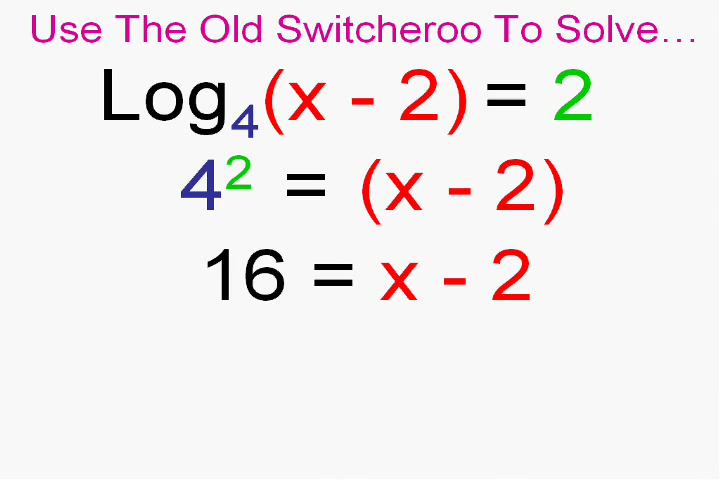 Use The Old Switcheroo To Solve...
Log₄(x - 2) = 2
4² = (x - 2)
16 = x - 2